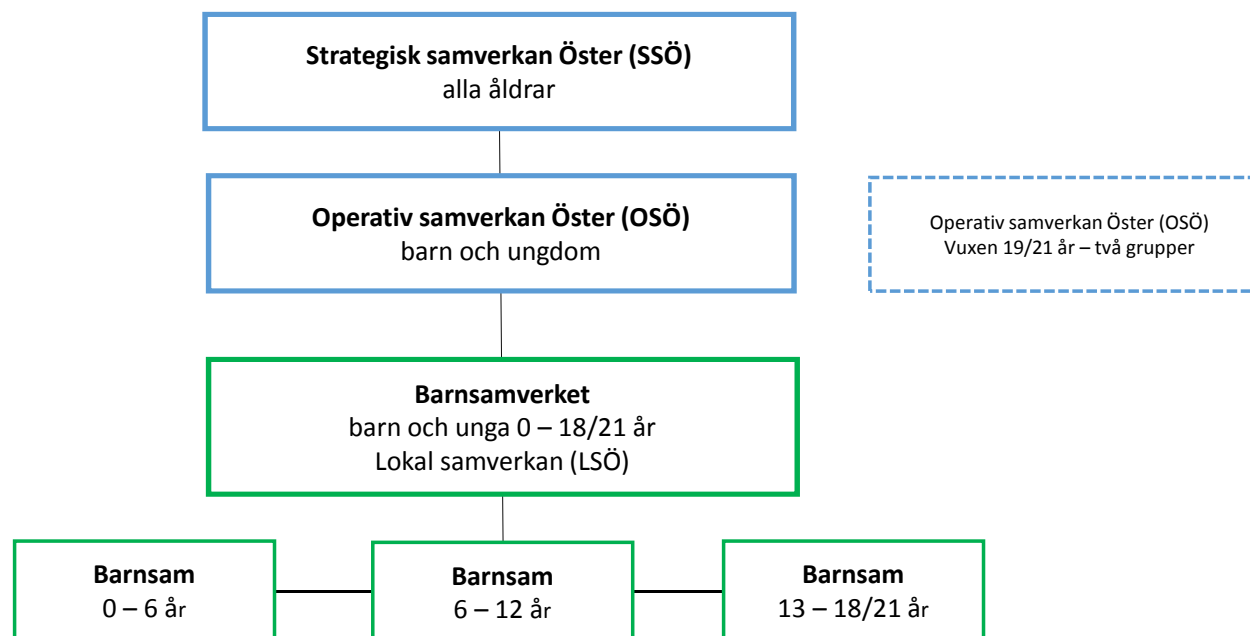 Strategisk samverkan Öster (SSÖ)
alla åldrar
Operativ samverkan Öster (OSÖ)
barn och ungdom
Operativ samverkan Öster (OSÖ)
Vuxen 19/21 år – två grupper
Barnsamverket
barn och unga 0 – 18/21 år
Lokal samverkan (LSÖ)
Barnsam
0 – 6 år
Barnsam
6 – 12 år
Barnsam
13 – 18/21 år